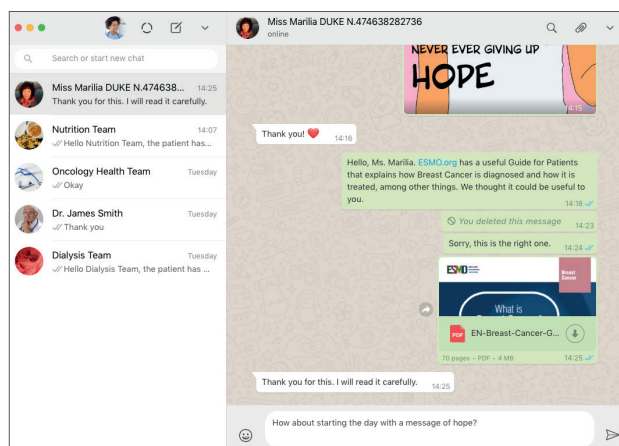 Miss Marilia DUKE N.474638282736
online
Search or start new chat
Miss Marilia DUKE N.474638... 14:25
Thank you for this. I will read it carefully.
Nutrition Team 14:07
Hello Nutrition Team, the patient has...
Oncology Health Team Tuesday
Okay
Dr. James Smith Tuesday
Thank you
Dialysis Team Tuesday
Hello Dialysis Team, the patient has ...
NEVER EVER GIVING UP
HOPE
14:15
Thank you! ❤️ 14:16
Hello, Ms. Marilia. ESMO.org has a useful Guide for Patients
that explains how Breast Cancer is diagnosed and how it is
treated, among other things. We thought it could be useful to
you.
14:18
You deleted this message 14:23
Sorry, this is the right one. 14:24
ESMO
Breast
Cancer
What is
PDF EN-Breast-Cancer-G...
70 pages • PDF • 4 MB 14:25
Thank you for this. I will read it carefully. 14:25
How about starting the day with a message of hope?